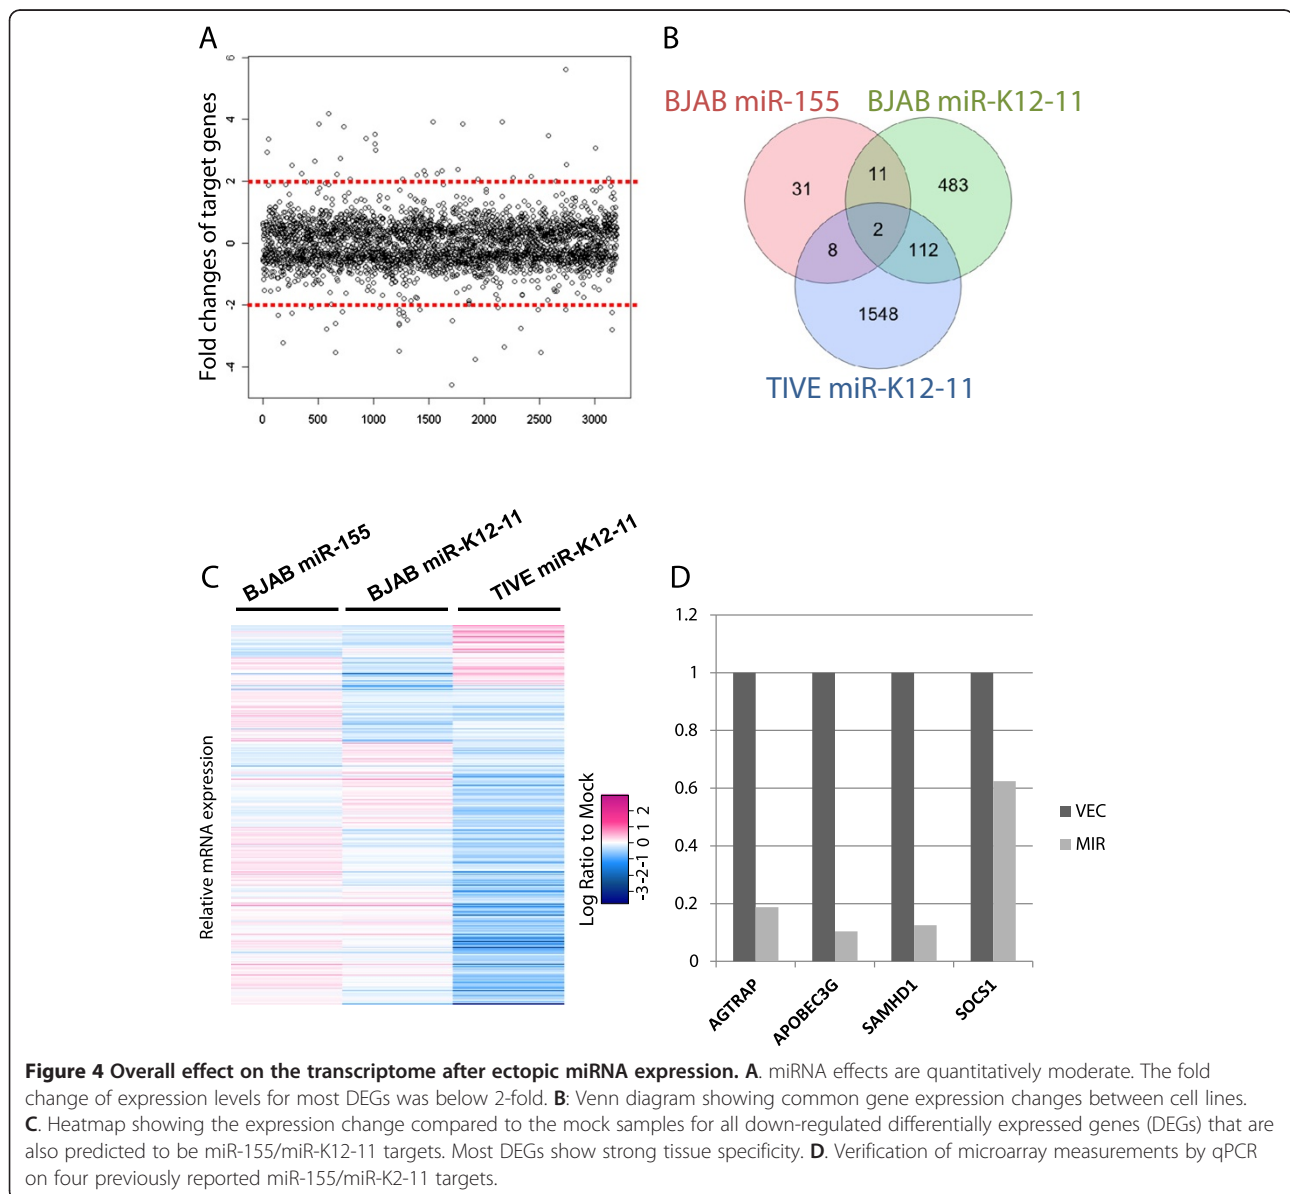 A
Fold changes of target genes
6
4
2
0
-2
-4
0 500 1000 1500 2000 2500 3000
B
BJAB miR-155 BJAB miR-K12-11
31 11 483
2
8 112
1548
TIVE miR-K12-11
C
BJAB miR-155
BJAB miR-K12-11
TIVE miR-K12-11
Relative mRNA expression
Log Ratio to Mock
-3-2-1 0 1 2
D
1.2
1
0.8
0.6
0.4
0.2
0
AGTRAP
APOBEC3G
SAMHD1
SOCS1
VEC
MIR
Figure 4 Overall effect on the transcriptome after ectopic miRNA expression. A. miRNA effects are quantitatively moderate. The fold
change of expression levels for most DEGs was below 2-fold. B: Venn diagram showing common gene expression changes between cell lines.
C. Heatmap showing the expression change compared to the mock samples for all down-regulated differentially expressed genes (DEGs) that are
also predicted to be miR-155/miR-K12-11 targets. Most DEGs show strong tissue specificity. D. Verification of microarray measurements by qPCR
on four previously reported miR-155/miR-K2-11 targets.